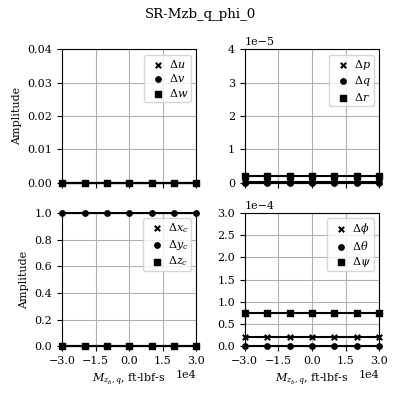 SR-Mzb_q_phi_0
1e−5
0.04
0.03
0.02
0.01
0.00
Amplitude
Δu
Δv
Δw
4
3
2
1
0
Δp
Δq
Δr
1e−4
1.0
0.8
0.6
0.4
0.2
0.0
Amplitude
Δx_c
Δy_c
Δz_c
−3.0 −1.5 0.0 1.5 3.0
1e4
M_{z_b,q}, ft-lbf-s
3.0
2.5
2.0
1.5
1.0
0.5
0.0
Δϕ
Δθ
Δψ
−3.0 −1.5 0.0 1.5 3.0
1e4
M_{z_b,q}, ft-lbf-s